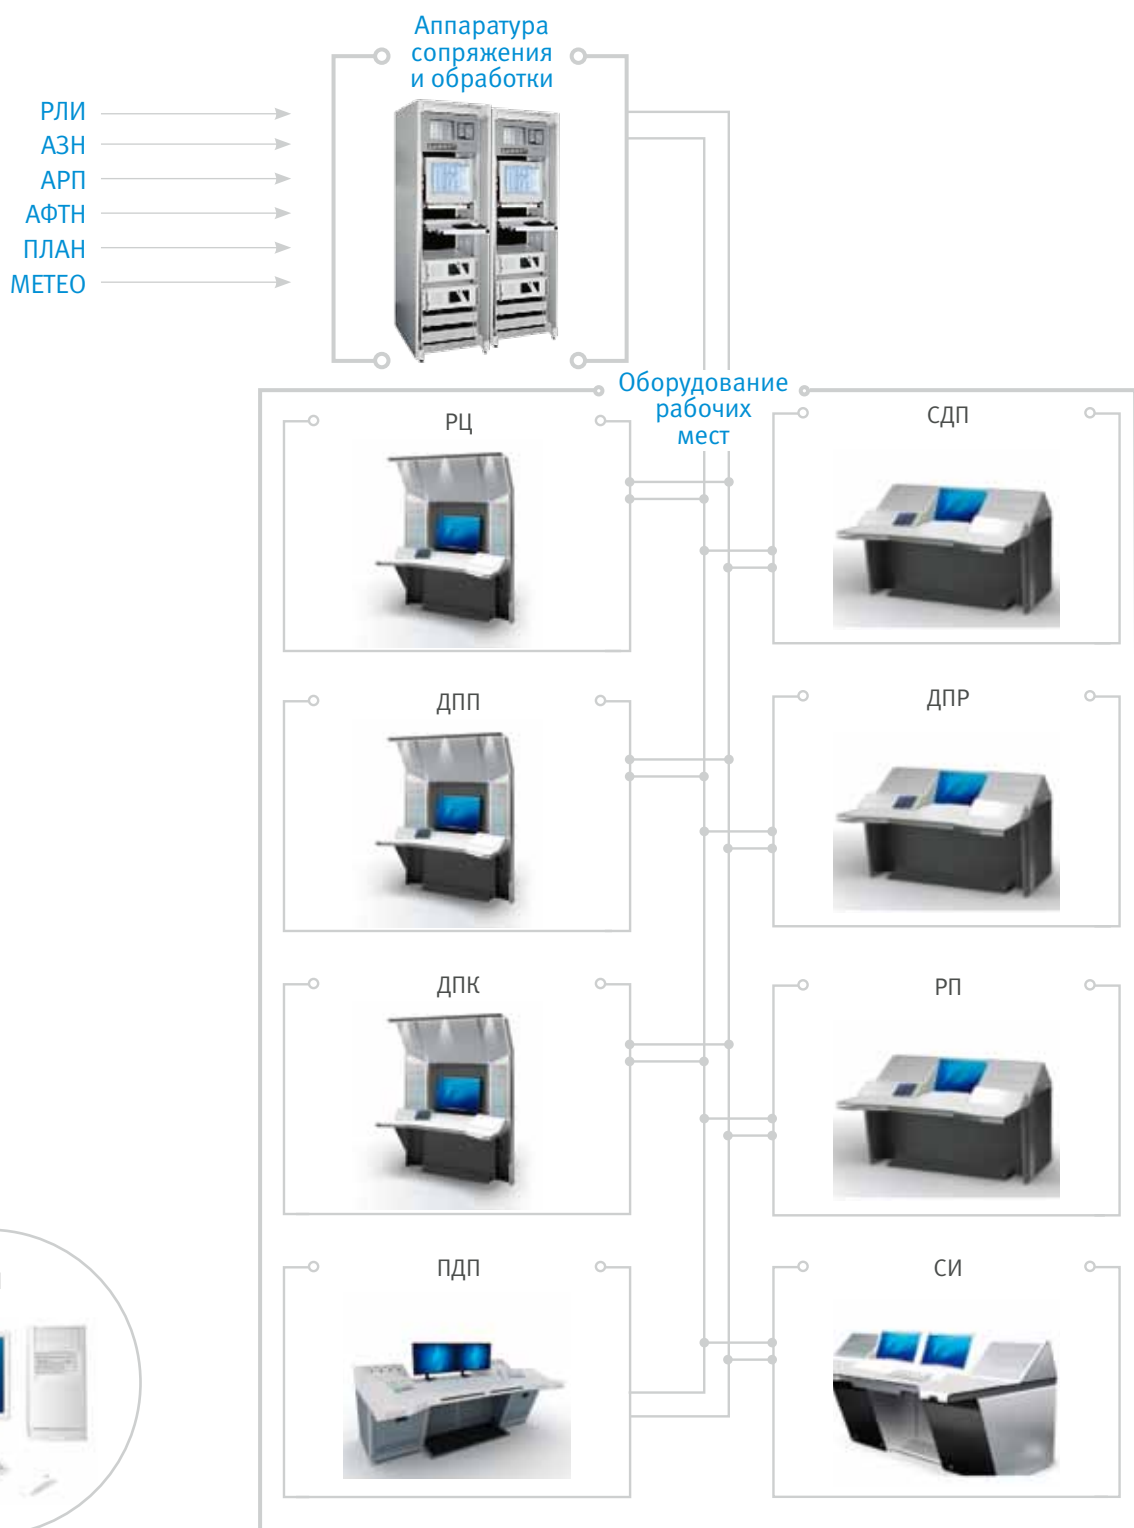 Аппаратура
сопряжения
и обработки
РЛИ
АЗН
АРП
АФТН
ПЛАН
МЕТЕО
Оборудование
рабочих
мест
РЦ
СДП
ДПП
ДПР
ДПК
РП
ПДП
СИ